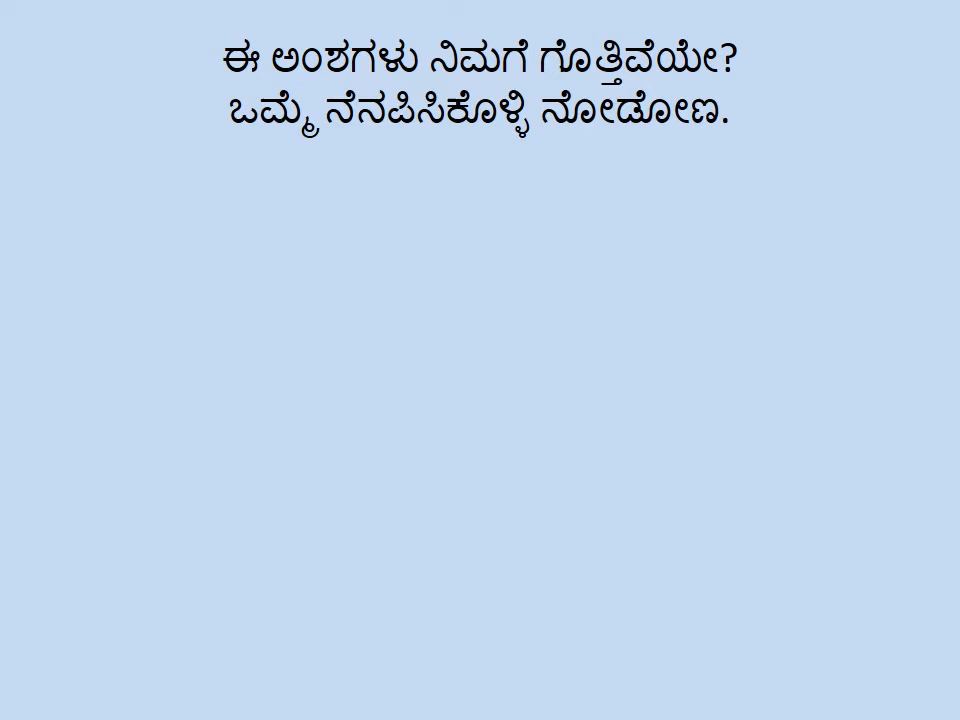 ಈ ಅಂಶಗಳು ನಿಮಗೆ ಗೊತ್ತಿವೆಯೇ?
ಒಮ್ಮೆ ನೆನಪಿಸಿಕೊಳ್ಳಿ ನೋಡೋಣ.